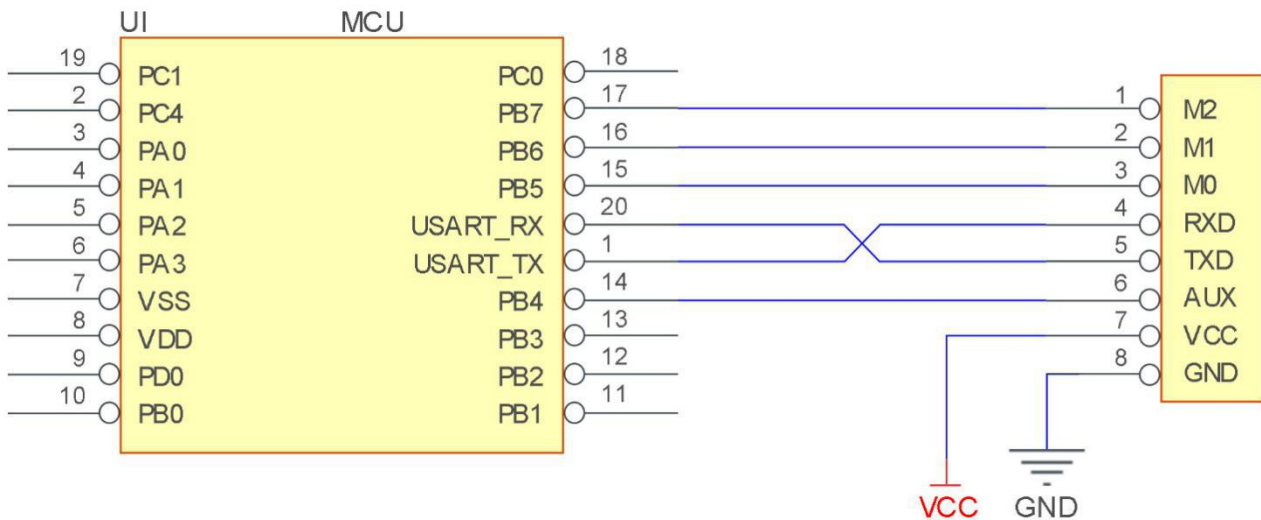 UI MCU
19 PC1 PC0 18
2 PC4 PB7 17 1 M2
3 PA0 PB6 16 2 M1
4 PA1 PB5 15 3 M0
5 PA2 USART_RX 20 4 RXD
6 PA3 USART_TX 1 5 TXD
7 VSS PB4 14 6 AUX
8 VDD PB3 13 7 VCC
9 PD0 PB2 12 8 GND
10 PB0 PB1 11
VCC GND